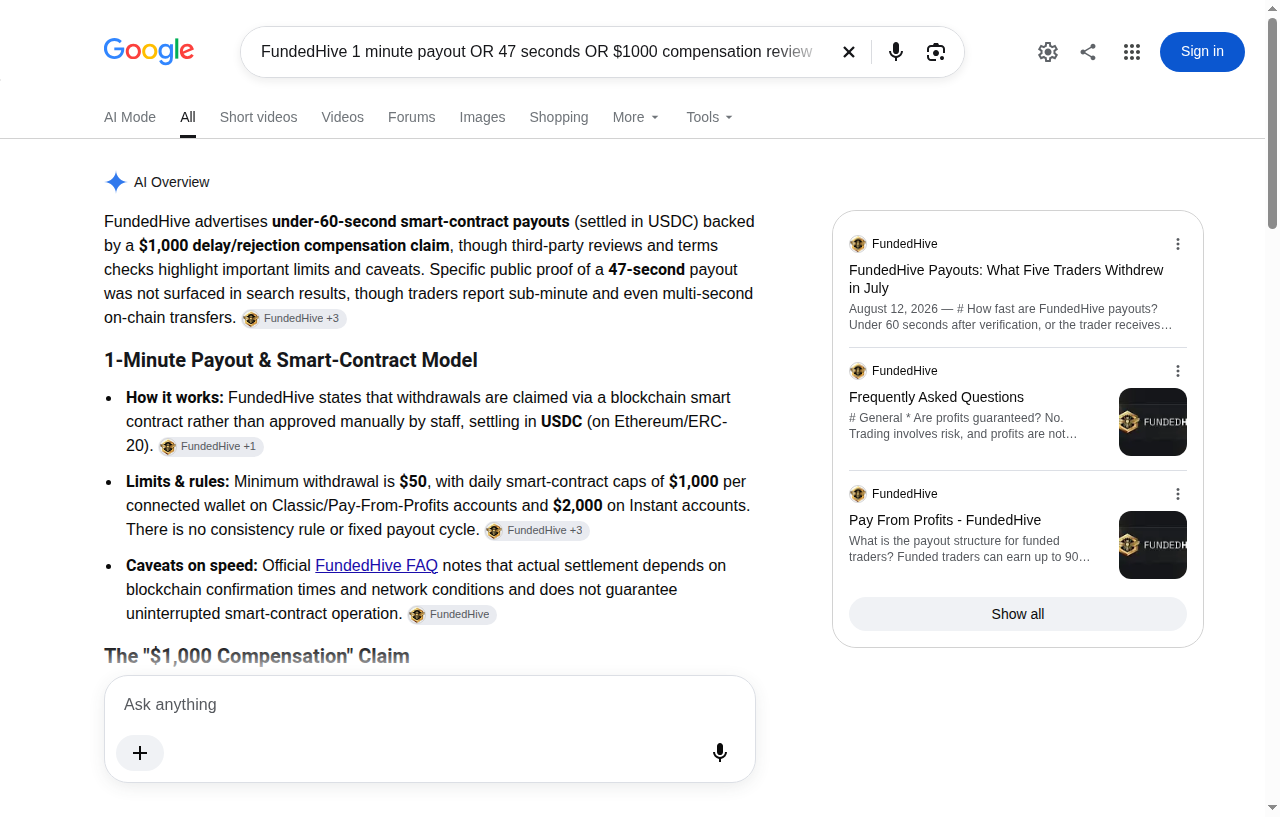 Google
FundedHive 1 minute payout OR 47 seconds OR $1000 compensation review
Sign in
AI Mode
All
Short videos
Videos
Forums
Images
Shopping
More
Tools
AI Overview
FundedHive advertises under-60-second smart-contract payouts (settled in USDC) backed
by a $1,000 delay/rejection compensation claim, though third-party reviews and terms
checks highlight important limits and caveats. Specific public proof of a 47-second payout
was not surfaced in search results, though traders report sub-minute and even multi-second
on-chain transfers. FundedHive +3
1-Minute Payout & Smart-Contract Model
• How it works: FundedHive states that withdrawals are claimed via a blockchain smart
contract rather than approved manually by staff, settling in USDC (on Ethereum/ERC-
20). FundedHive +1
• Limits & rules: Minimum withdrawal is $50, with daily smart-contract caps of $1,000 per
connected wallet on Classic/Pay-From-Profits accounts and $2,000 on Instant accounts.
There is no consistency rule or fixed payout cycle. FundedHive +3
• Caveats on speed: Official FundedHive FAQ notes that actual settlement depends on
blockchain confirmation times and network conditions and does not guarantee
uninterrupted smart-contract operation. FundedHive
The "$1,000 Compensation" Claim
Ask anything
FundedHive
FundedHive Payouts: What Five Traders Withdrew
in July
August 12, 2026 — # How fast are FundedHive payouts?
Under 60 seconds after verification, or the trader receives…
FundedHive
Frequently Asked Questions
# General * Are profits guaranteed? No.
Trading involves risk, and profits are not…
FUNDEDH
FundedHive
Pay From Profits - FundedHive
What is the payout structure for funded
traders? Funded traders can earn up to 90…
FUNDEDH
Show all